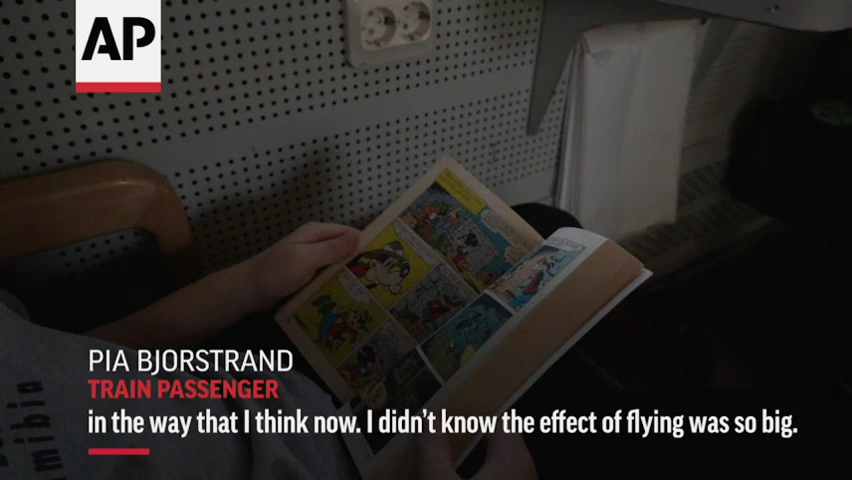 AP
PIA BJORSTRAND
TRAIN PASSENGER
in the way that I think now. I didn't know the effect of flying was so big.
mibia